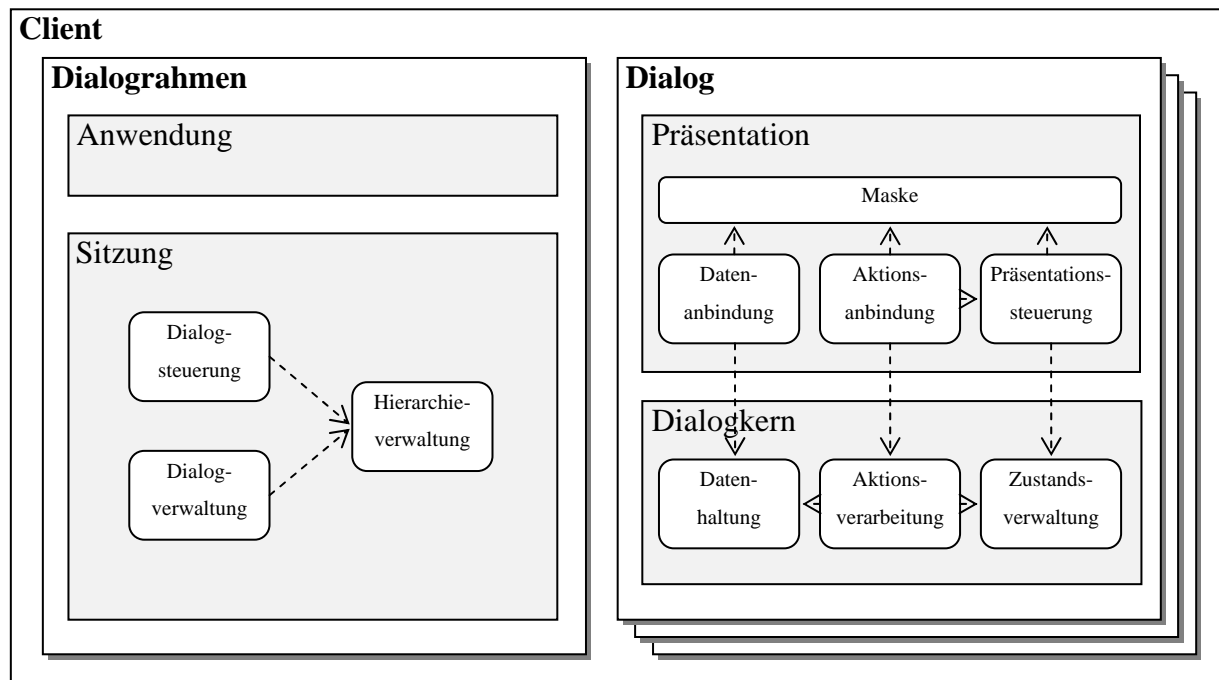 Client
Dialograhmen
Anwendung
Sitzung
Dialog-
steuerung
Dialog-
verwaltung
Hierarchie-
verwaltung
Dialog
Präsentation
Maske
Daten-
anbindung
Aktions-
anbindung
Präsentations-
steuerung
Dialogkern
Daten-
haltung
Aktions-
verarbeitung
Zustands-
verwaltung